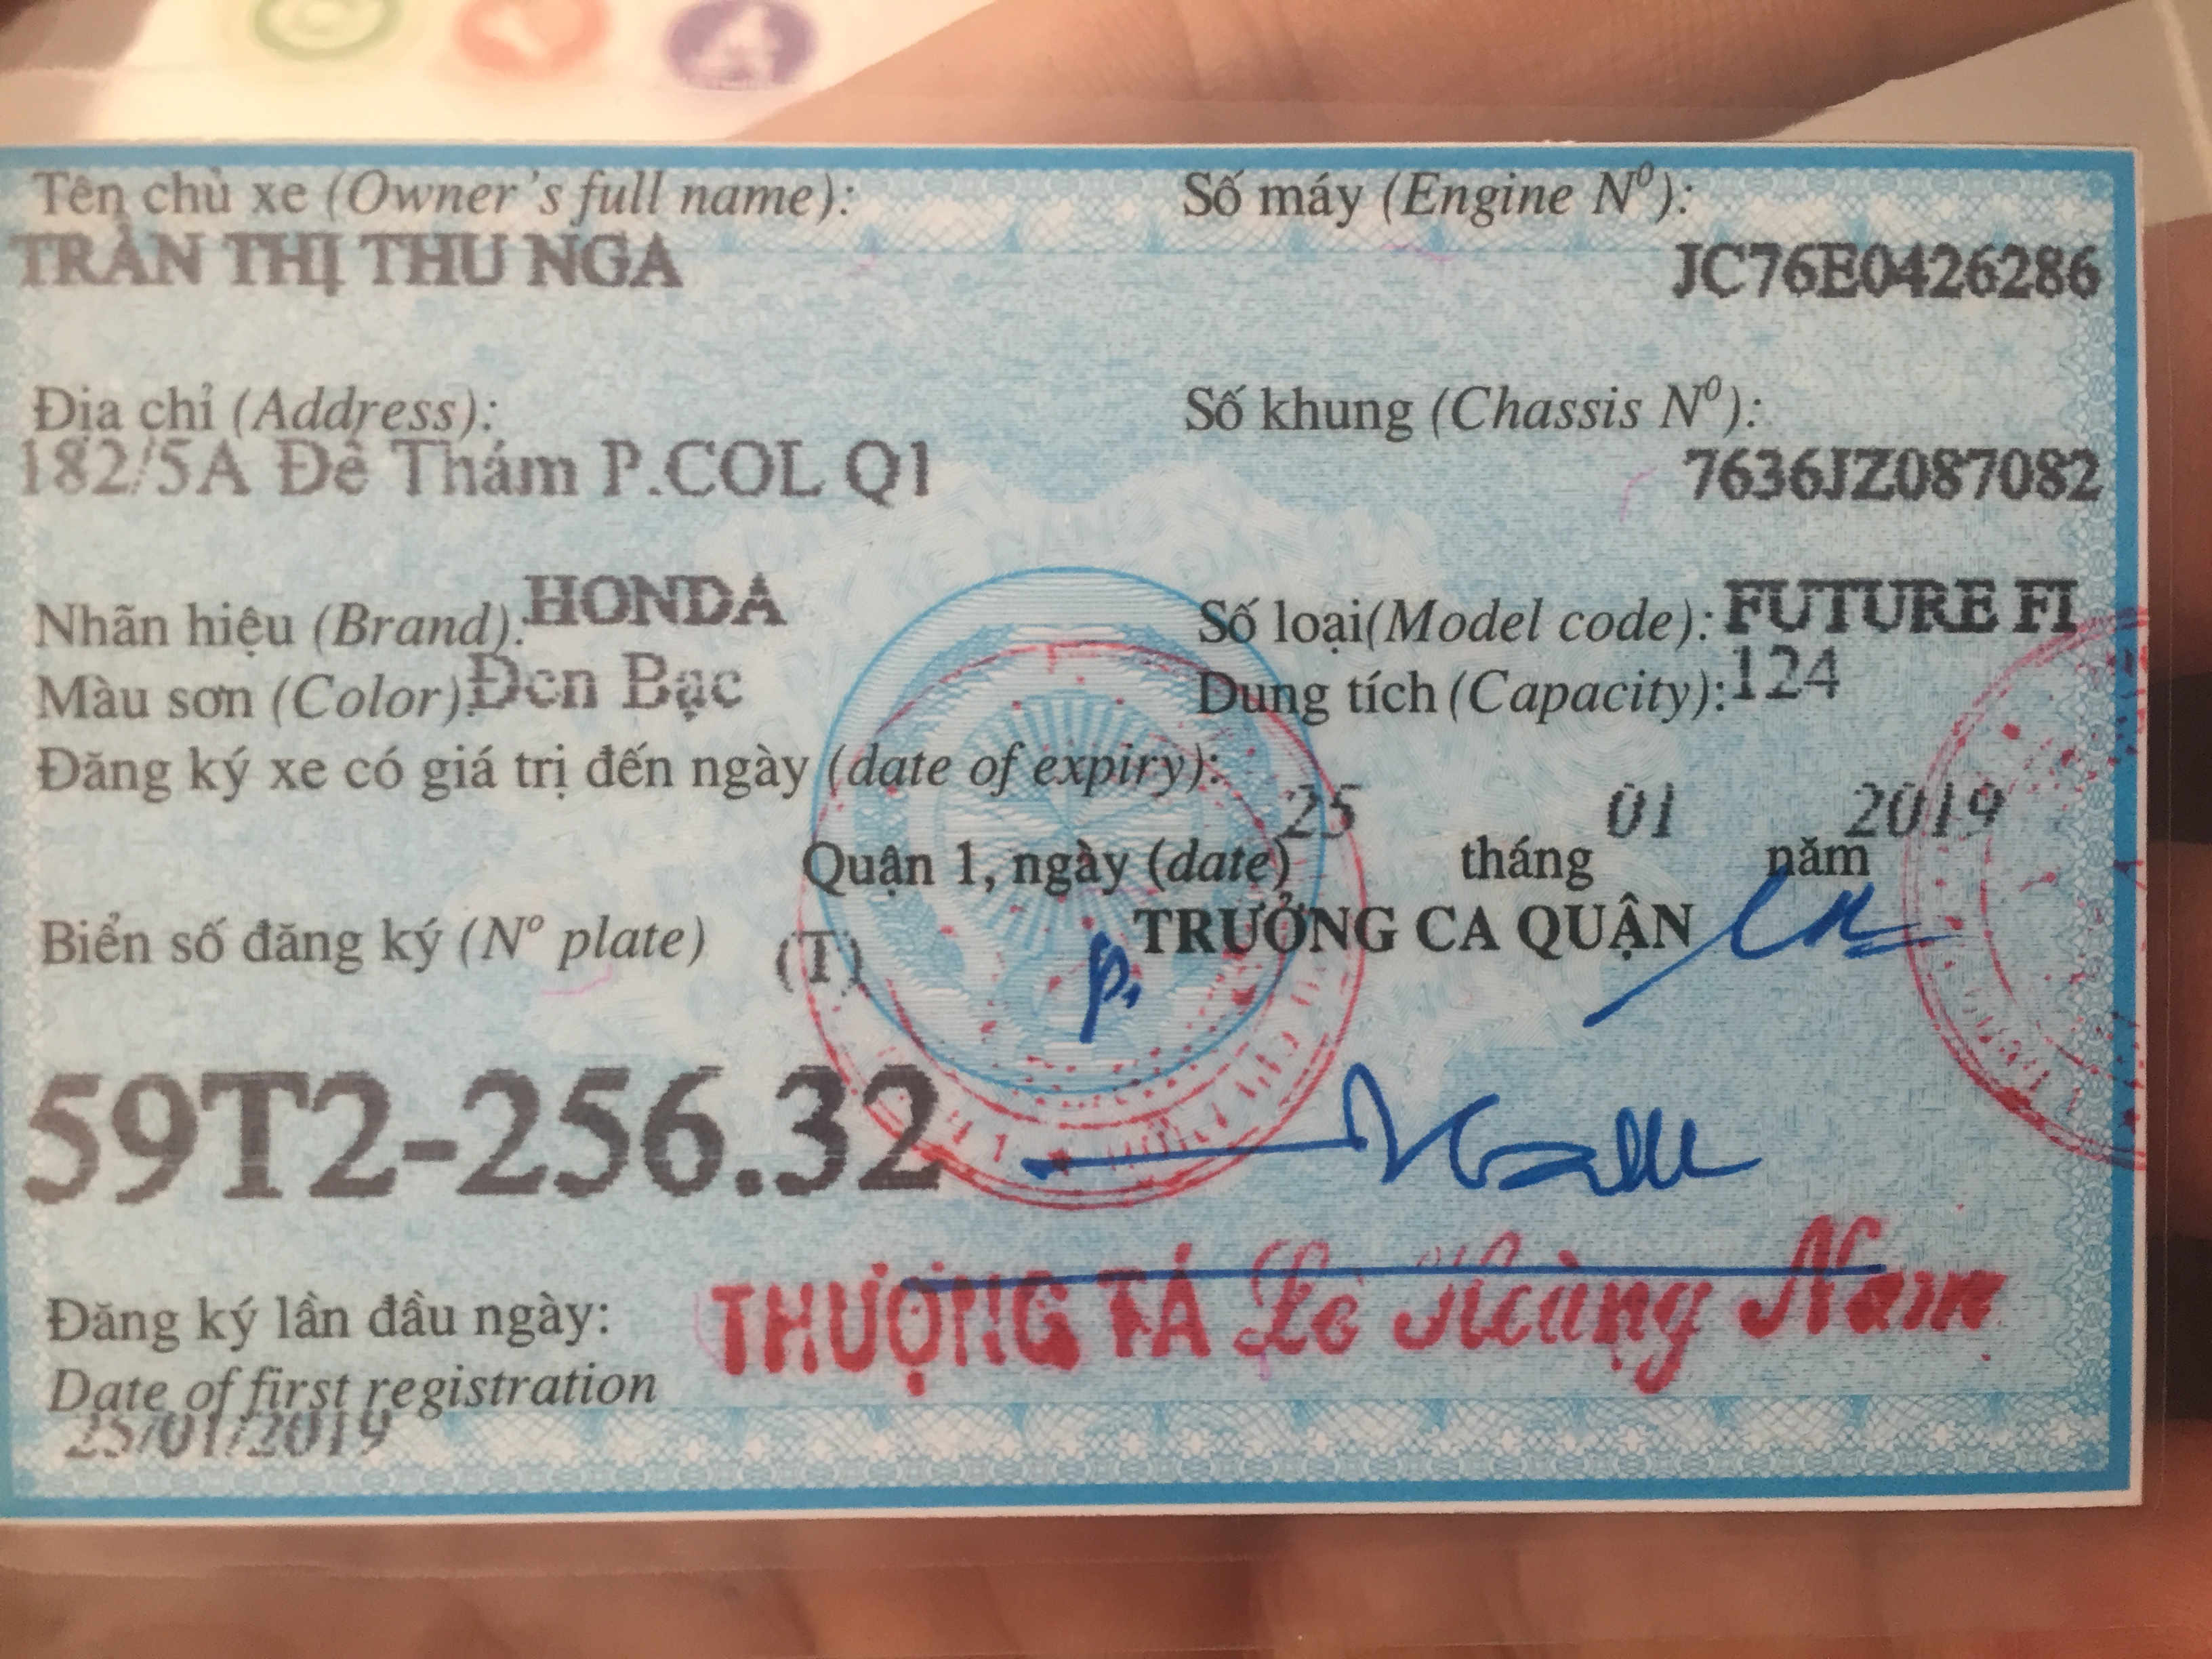 Tên chủ xe (Owner's full name):
Số máy (Engine Nº):
TRẦN THỊ THU NGA
JC76E0426286
Địa chỉ (Address):
Số khung (Chassis Nº):
182/5A Đề Thám P.COL Q1
7636JZ087082
Nhãn hiệu (Brand): HONDA
Số loại(Model code): FUTURE FI
Màu sơn (Color): Đen Bạc
Dung tích (Capacity): 124
Đăng ký xe có giá trị đến ngày (date of expiry):
Quận 1, ngày (date) 25 tháng 01 năm 2019
Biển số đăng ký (Nº plate) (T)
TRƯỞNG CA QUẬN
59T2-256.32
Đăng ký lần đầu ngày:
Date of first registration
25/01/2019
THƯỢNG TÁ